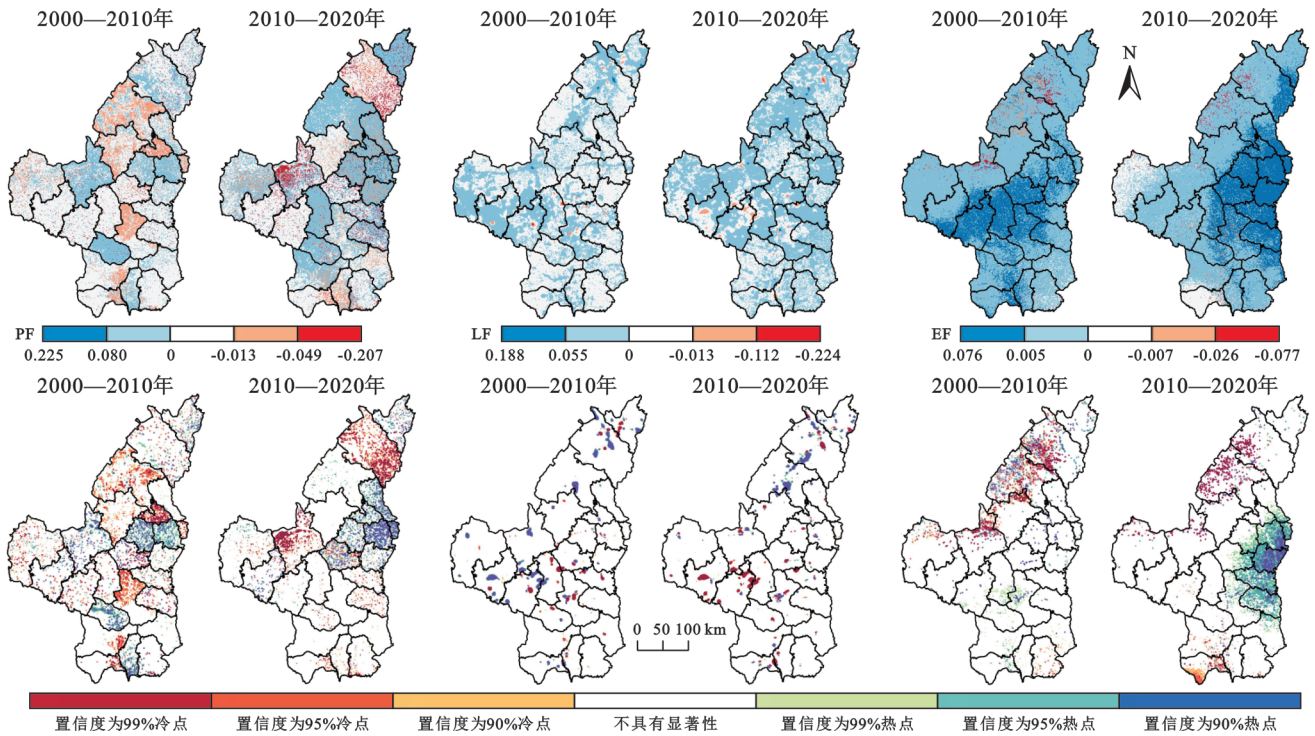 2000—2010年 2010—2020年 2000—2010年 2010—2020年 2000—2010年 2010—2020年
N
PF
0.225 0.080 0 -0.013 -0.049 -0.207
LF
0.188 0.055 0 -0.013 -0.112 -0.224
EF
0.076 0.005 0 -0.007 -0.026 -0.077
2000—2010年 2010—2020年 2000—2010年 2010—2020年 2000—2010年 2010—2020年
0 50 100 km
置信度为99%冷点 置信度为95%冷点 置信度为90%冷点 不具有显著性 置信度为99%热点 置信度为95%热点 置信度为90%热点